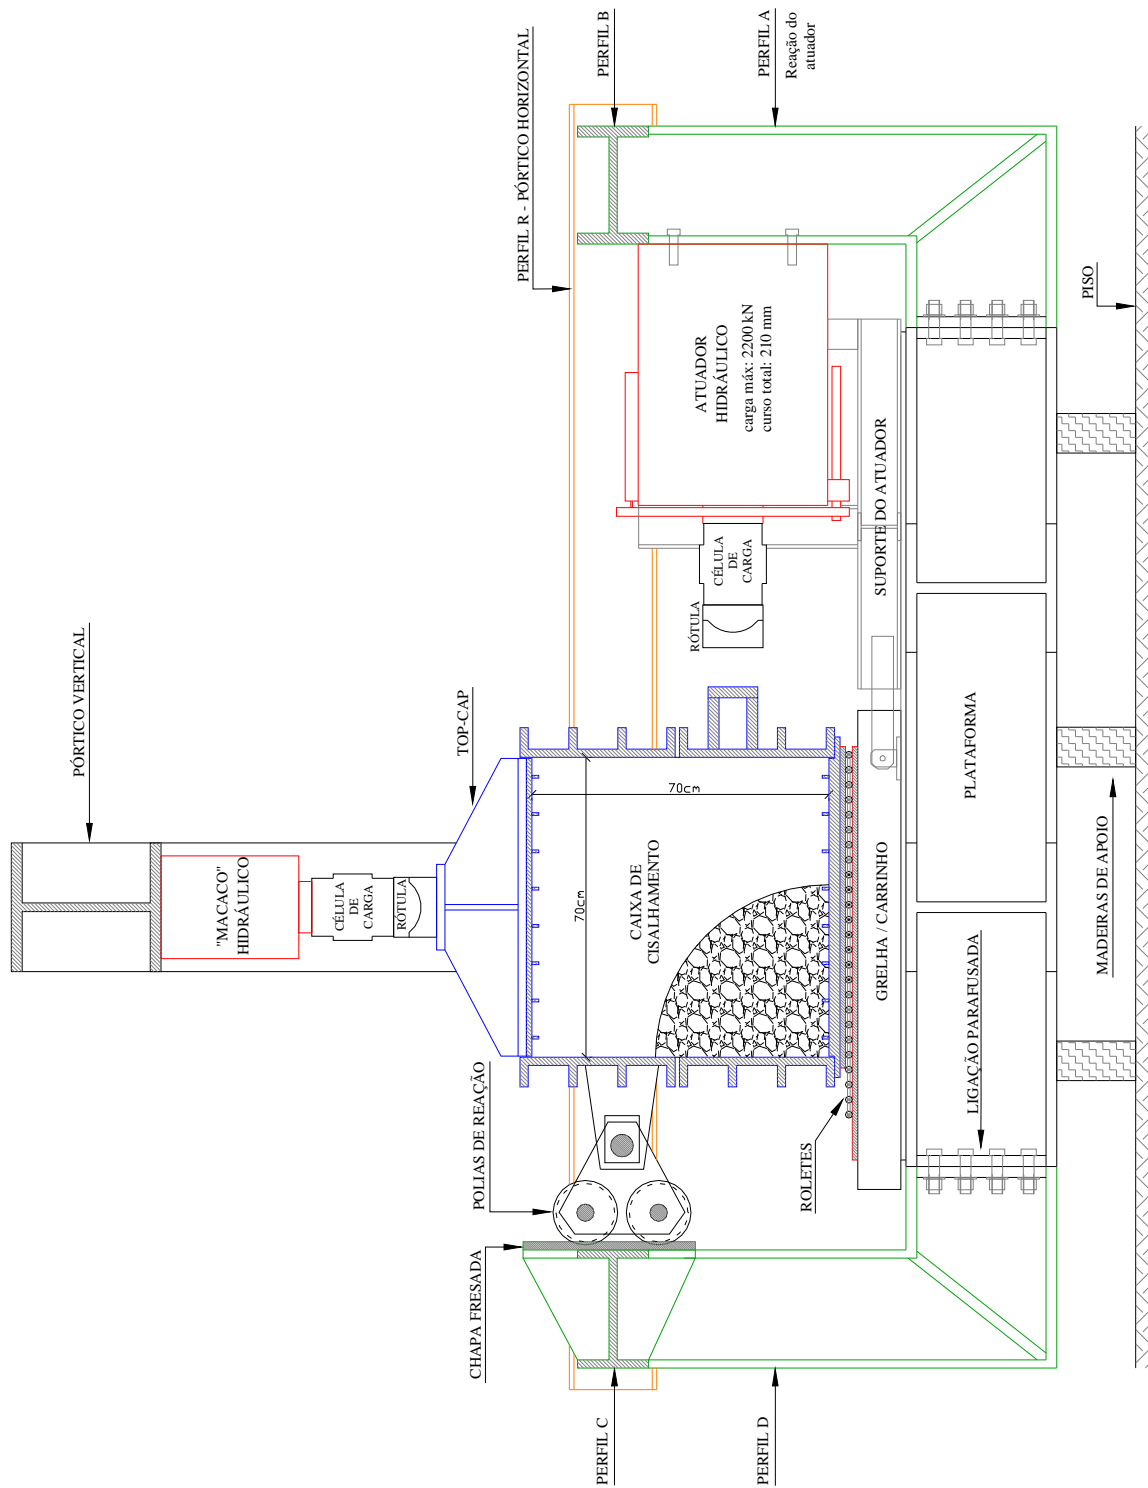 PÓRTICO VERTICAL
"MACACO"
HIDRÁULICO
CÉLULA
DE
CARGA
RÓTULA
TOP-CAP
PERFIL R - PÓRTICO HORIZONTAL
PERFIL B
PERFIL A
Reação do
atuador
POLIAS DE REAÇÃO
CHAPA FRESADA
PERFIL C
PERFIL D
CAIXA DE
CISALHAMENTO
70cm
70cm
RÓTULA
CÉLULA
DE
CARGA
ATUADOR
HIDRÁULICO
carga máx: 2200 kN
curso total: 210 mm
ROLETES
GRELHA / CARRINHO
SUPORTE DO ATUADOR
LIGAÇÃO PARAFUSADA
PLATAFORMA
MADEIRAS DE APOIO
PISO